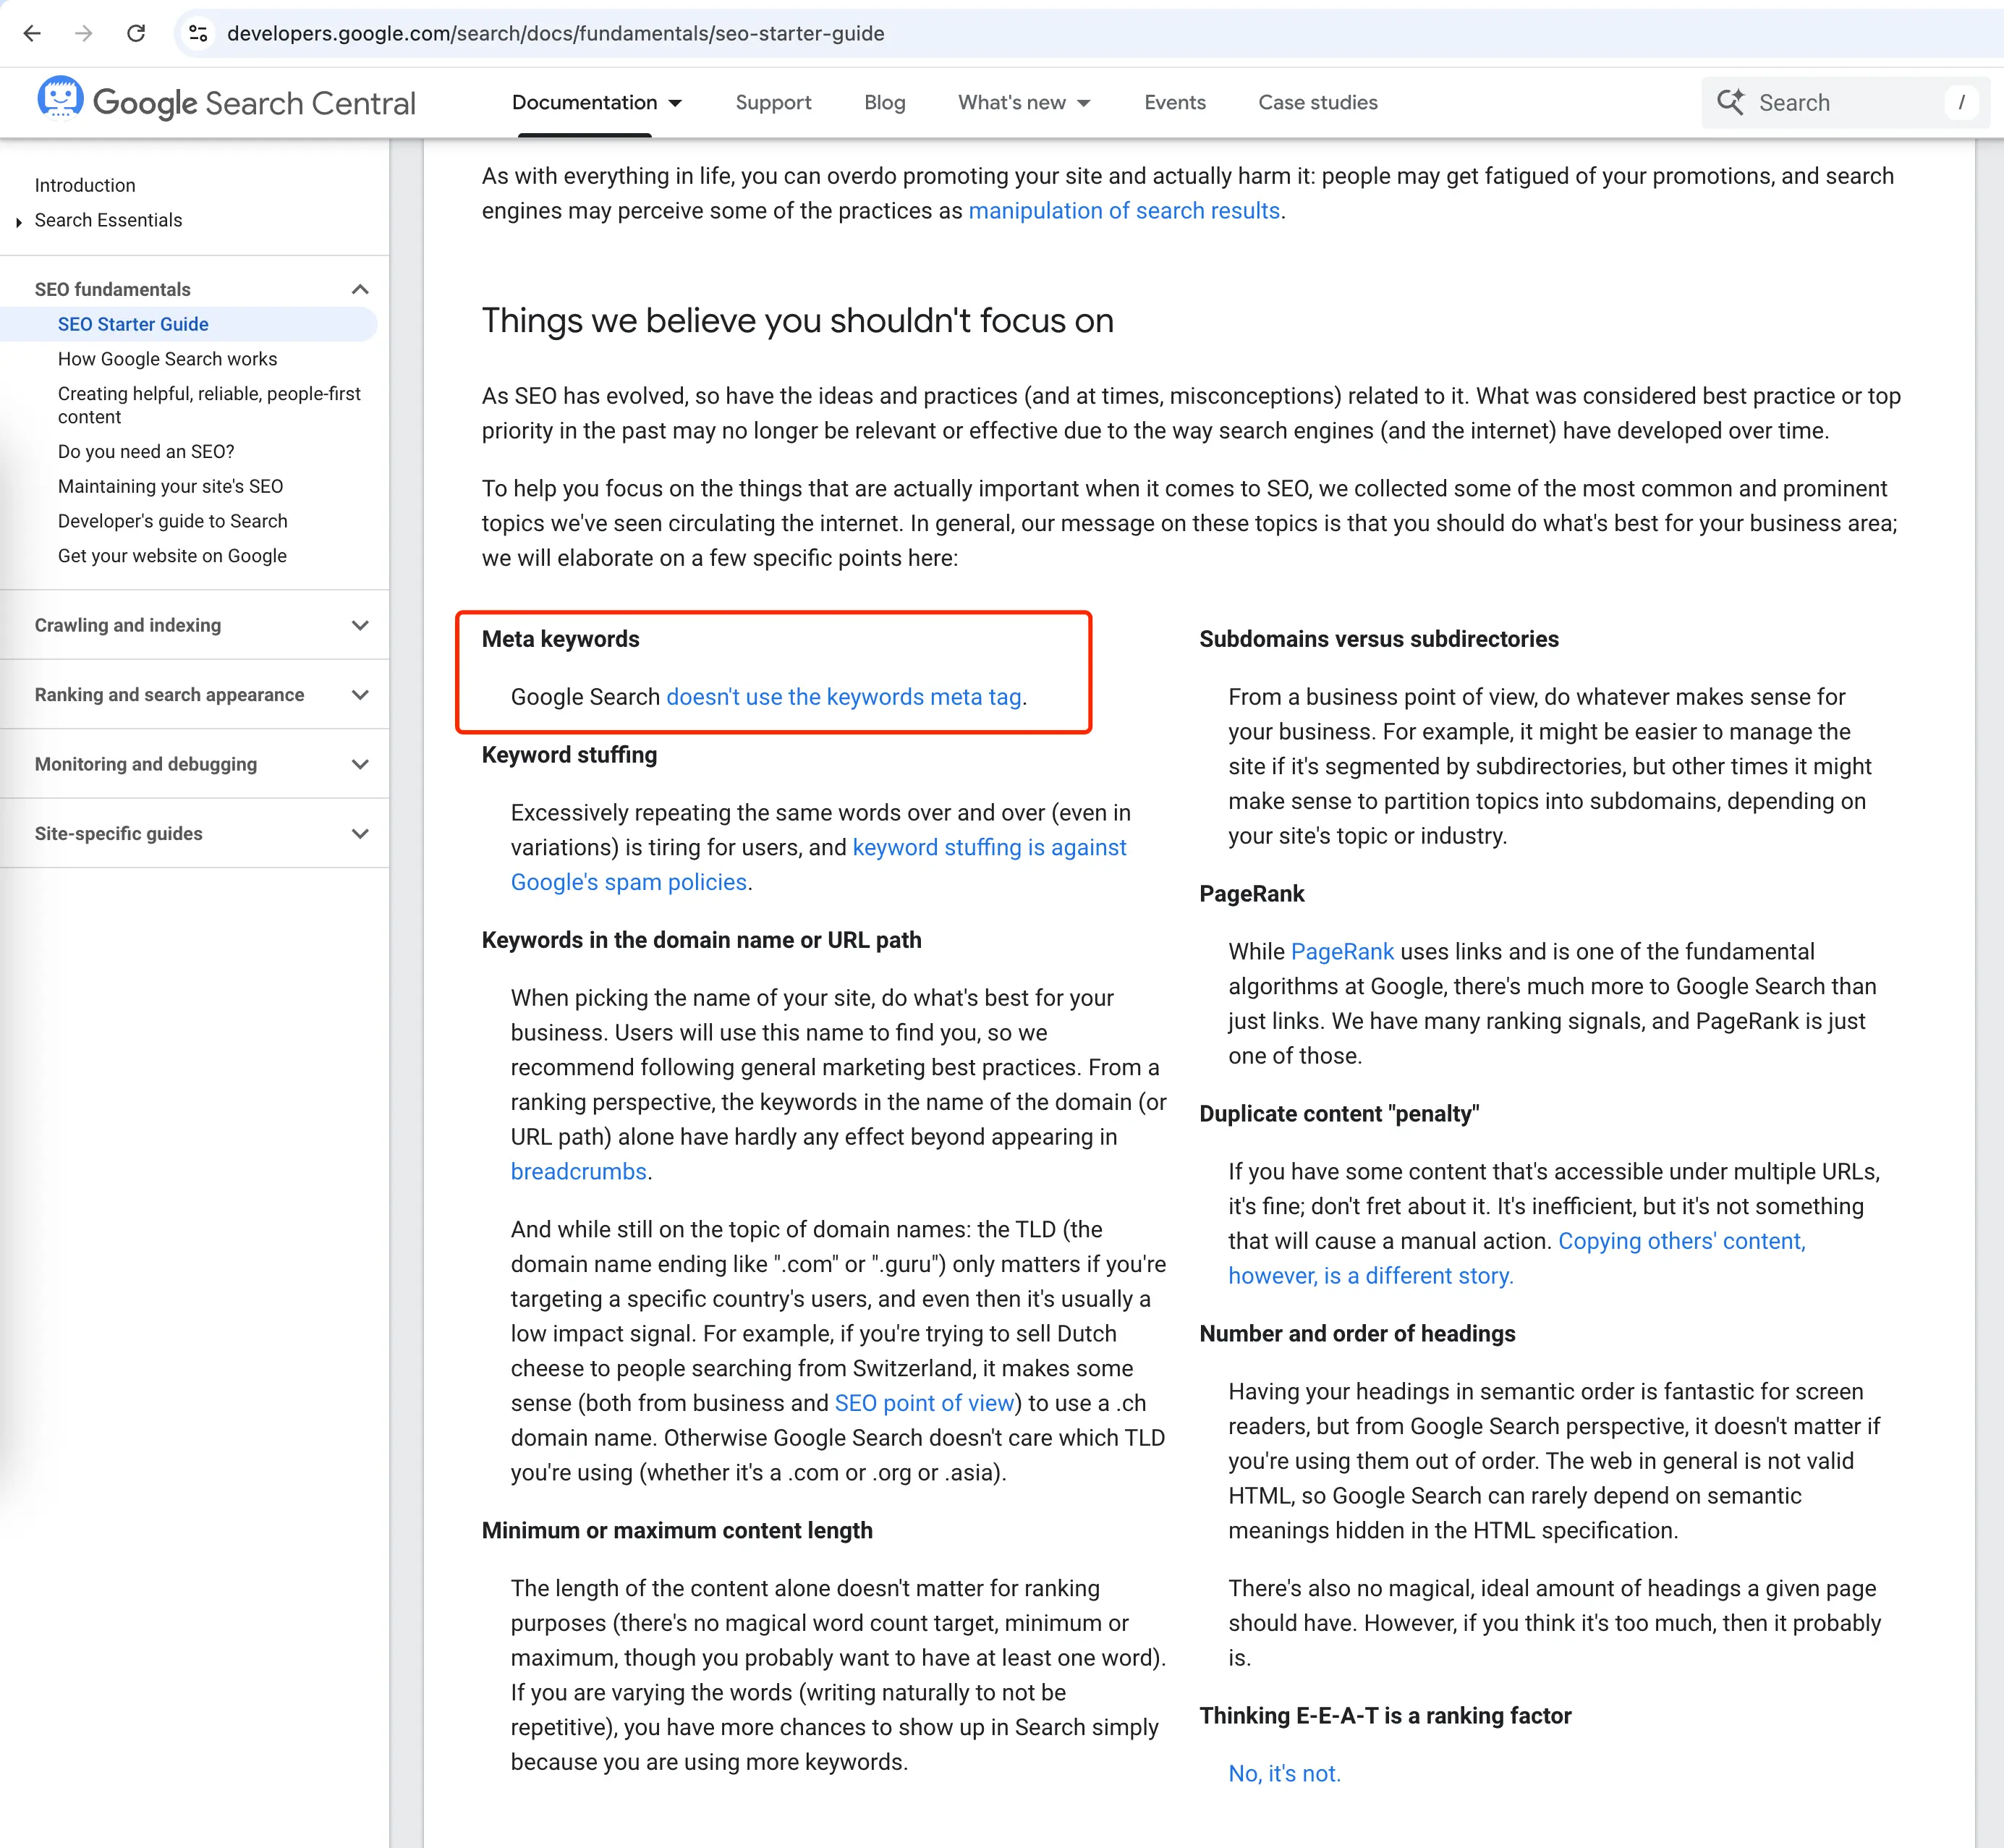 developers.google.com/search/docs/fundamentals/seo-starter-guide
Google Search Central
Documentation
Support
Blog
What's new
Events
Case studies
Search
/
Introduction
Search Essentials
SEO fundamentals
SEO Starter Guide
How Google Search works
Creating helpful, reliable, people-first
content
Do you need an SEO?
Maintaining your site's SEO
Developer's guide to Search
Get your website on Google
Crawling and indexing
Ranking and search appearance
Monitoring and debugging
Site-specific guides
As with everything in life, you can overdo promoting your site and actually harm it: people may get fatigued of your promotions, and search
engines may perceive some of the practices as manipulation of search results.
Things we believe you shouldn't focus on
As SEO has evolved, so have the ideas and practices (and at times, misconceptions) related to it. What was considered best practice or top
priority in the past may no longer be relevant or effective due to the way search engines (and the internet) have developed over time.
To help you focus on the things that are actually important when it comes to SEO, we collected some of the most common and prominent
topics we've seen circulating the internet. In general, our message on these topics is that you should do what's best for your business area;
we will elaborate on a few specific points here:
Meta keywords
Google Search doesn't use the keywords meta tag.
Keyword stuffing
Excessively repeating the same words over and over (even in
variations) is tiring for users, and keyword stuffing is against
Google's spam policies.
Keywords in the domain name or URL path
When picking the name of your site, do what's best for your
business. Users will use this name to find you, so we
recommend following general marketing best practices. From a
ranking perspective, the keywords in the name of the domain (or
URL path) alone have hardly any effect beyond appearing in
breadcrumbs.
And while still on the topic of domain names: the TLD (the
domain name ending like ".com" or ".guru") only matters if you're
targeting a specific country's users, and even then it's usually a
low impact signal. For example, if you're trying to sell Dutch
cheese to people searching from Switzerland, it makes some
sense (both from business and SEO point of view) to use a .ch
domain name. Otherwise Google Search doesn't care which TLD
you're using (whether it's a .com or .org or .asia).
Minimum or maximum content length
The length of the content alone doesn't matter for ranking
purposes (there's no magical word count target, minimum or
maximum, though you probably want to have at least one word).
If you are varying the words (writing naturally to not be
repetitive), you have more chances to show up in Search simply
because you are using more keywords.
Subdomains versus subdirectories
From a business point of view, do whatever makes sense for
your business. For example, it might be easier to manage the
site if it's segmented by subdirectories, but other times it might
make sense to partition topics into subdomains, depending on
your site's topic or industry.
PageRank
While PageRank uses links and is one of the fundamental
algorithms at Google, there's much more to Google Search than
just links. We have many ranking signals, and PageRank is just
one of those.
Duplicate content "penalty"
If you have some content that's accessible under multiple URLs,
it's fine; don't fret about it. It's inefficient, but it's not something
that will cause a manual action. Copying others' content,
however, is a different story.
Number and order of headings
Having your headings in semantic order is fantastic for screen
readers, but from Google Search perspective, it doesn't matter if
you're using them out of order. The web in general is not valid
HTML, so Google Search can rarely depend on semantic
meanings hidden in the HTML specification.
There's also no magical, ideal amount of headings a given page
should have. However, if you think it's too much, then it probably
is.
Thinking E-E-A-T is a ranking factor
No, it's not.